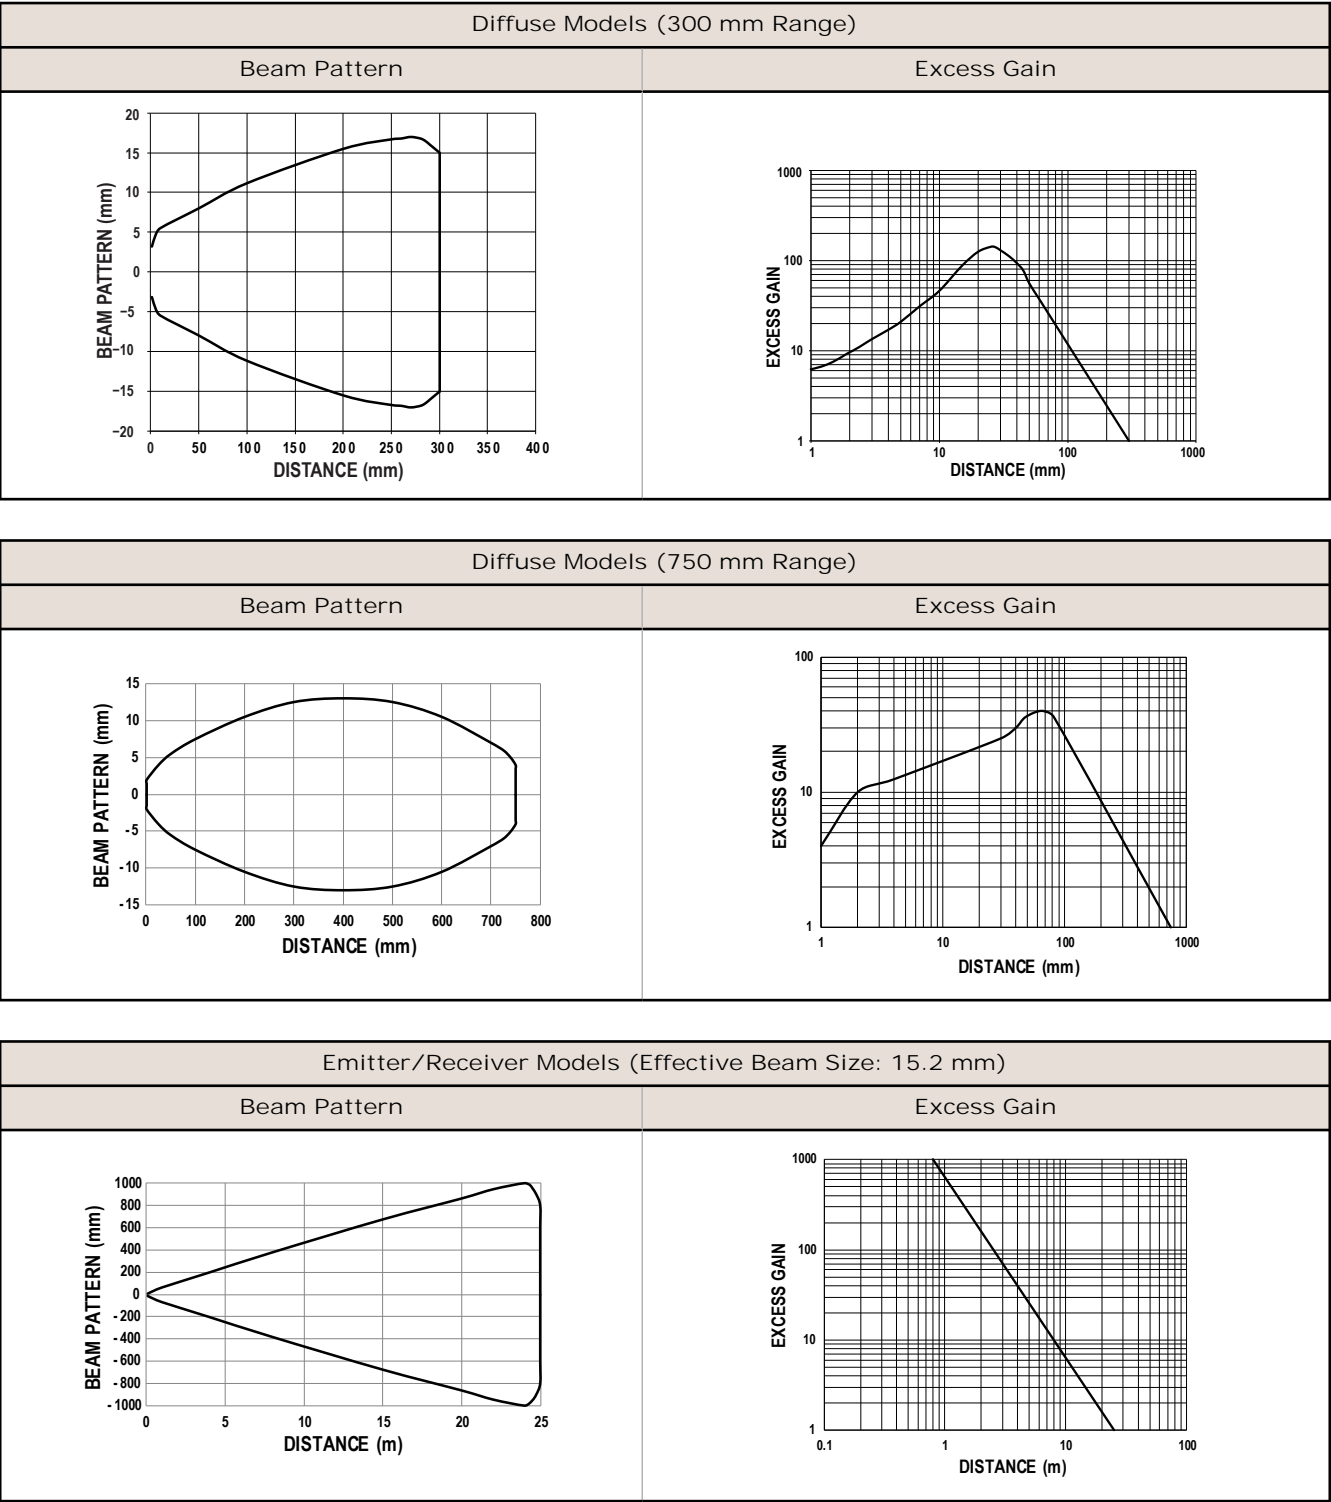 Diffuse Models (300 mm Range)
Beam Pattern
Excess Gain
20
15
10
5
0
−5
−10
−15
−20
BEAM PATTERN (mm)
0 50 100 150 200 250 300 350 400
DISTANCE (mm)
1000
100
10
1
EXCESS GAIN
1 10 100 1000
DISTANCE (mm)
Diffuse Models (750 mm Range)
Beam Pattern
Excess Gain
15
10
5
0
-5
-10
-15
BEAM PATTERN (mm)
0 100 200 300 400 500 600 700 800
DISTANCE (mm)
100
10
1
EXCESS GAIN
1 10 100 1000
DISTANCE (mm)
Emitter/Receiver Models (Effective Beam Size: 15.2 mm)
Beam Pattern
Excess Gain
1000
800
600
400
200
0
-200
-400
-600
-800
-1000
BEAM PATTERN (mm)
0 5 10 15 20 25
DISTANCE (m)
1000
100
10
1
EXCESS GAIN
0.1 1 10 100
DISTANCE (m)